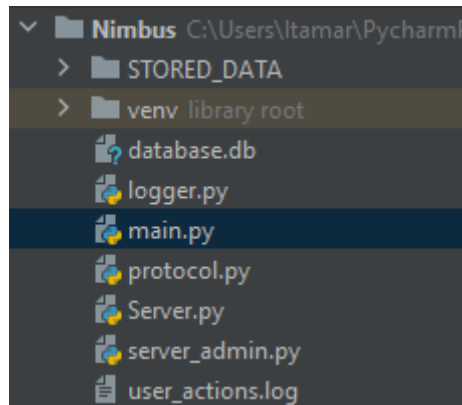 Nimbus C:\Users\Itamar\Pycharm
STORED_DATA
venv library root
database.db
logger.py
main.py
protocol.py
Server.py
server_admin.py
user_actions.log